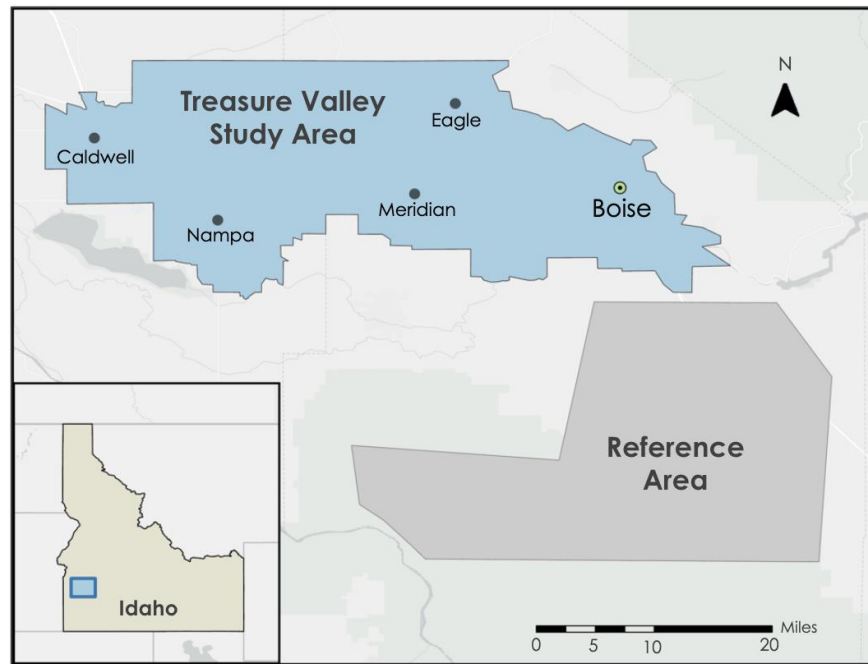 N
Treasure Valley
Study Area
Eagle
Caldwell
Boise
Meridian
Nampa
Reference
Area
Idaho
Miles
0 5 10 20